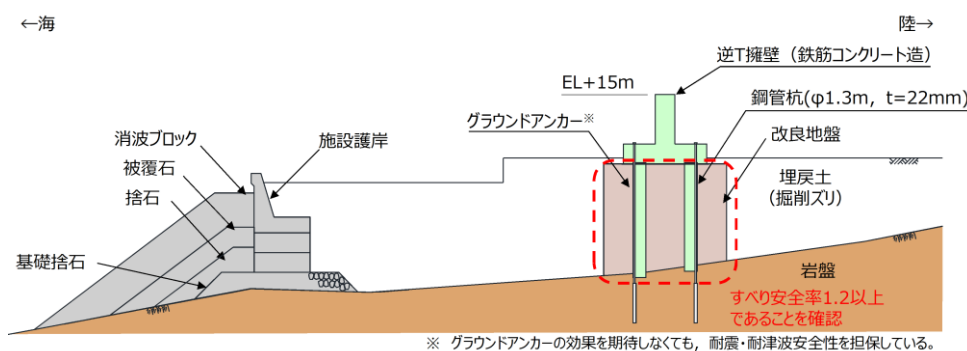 ←海
陸→
逆T擁壁（鉄筋コンクリート造）
EL+15m
鋼管杭(φ1.3m，t=22mm)
グラウンドアンカー※
改良地盤
消波ブロック
施設護岸
被覆石
捨石
埋戻土
（掘削ズリ）
基礎捨石
岩盤
すべり安全率1.2以上
であることを確認
※ グラウンドアンカーの効果を期待しなくても，耐震・耐津波安全性を担保している。